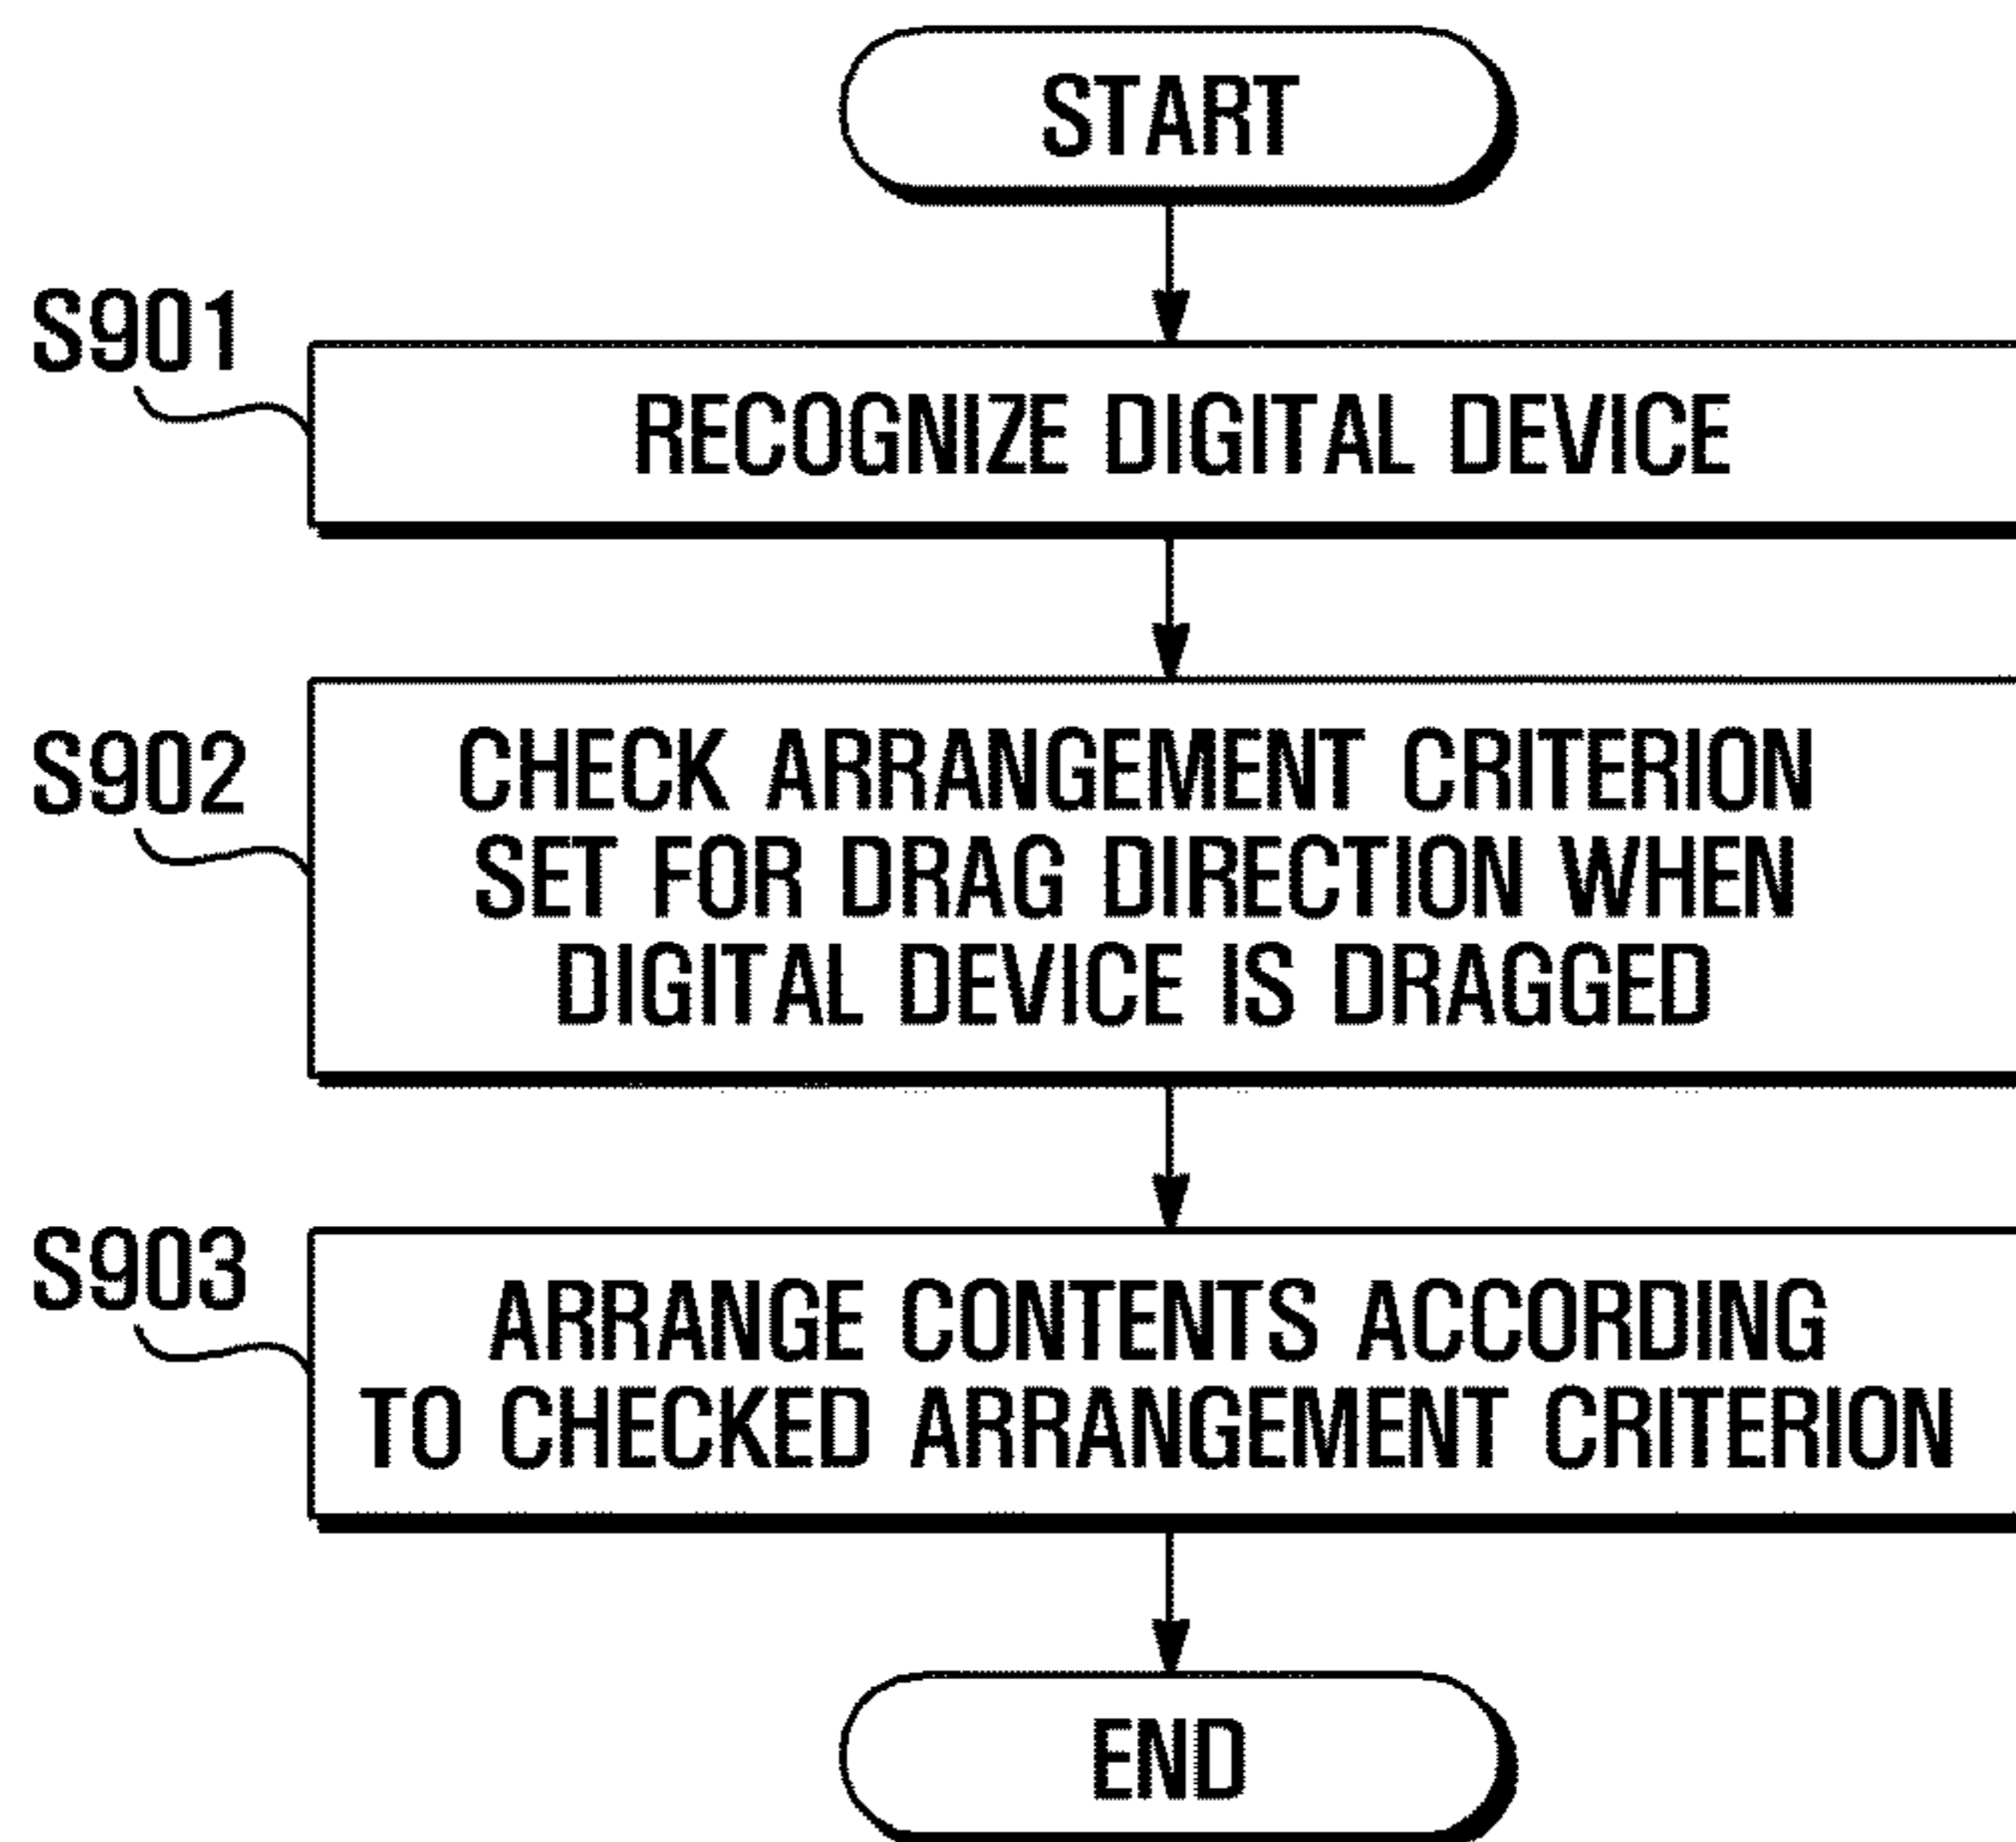 START
S901
RECOGNIZE DIGITAL DEVICE
S902
CHECK ARRANGEMENT CRITERION
SET FOR DRAG DIRECTION WHEN
DIGITAL DEVICE IS DRAGGED
S903
ARRANGE CONTENTS ACCORDING
TO CHECKED ARRANGEMENT CRITERION
END